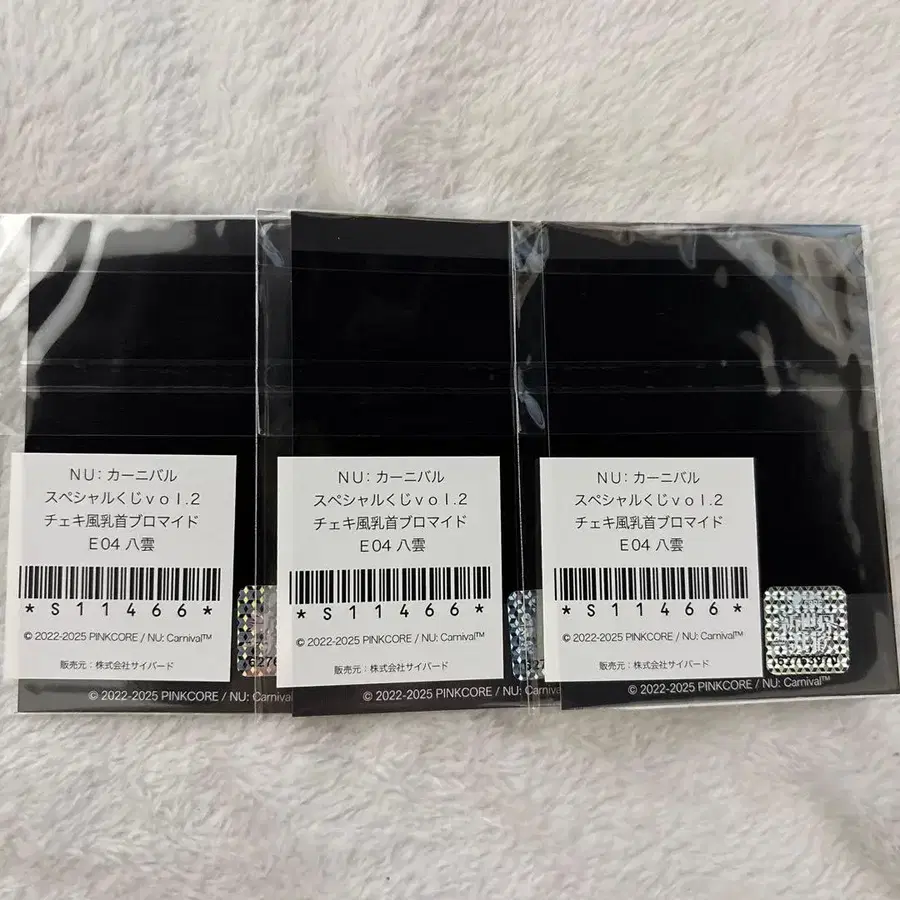 NU: カーニバル
スペシャルくじvol.2
チェキ風乳首ブロマイド
E04 八雲
*S11466*
© 2022-2025 PINKCORE / NU: Carnival™
販売元：株式会社サイバード
© 2022-2025 PINKCORE / NU: Carni
NU: カーニバル
スペシャルくじvol.2
チェキ風乳首ブロマイド
E04 八雲
*S11466*
© 2022-2025 PINKCORE / NU: Carnival™
販売元：株式会社サイバード
© 2022-2025 PINKCORE / NU: Carnival
NU: カーニバル
スペシャルくじvol.2
チェキ風乳首ブロマイド
E04 八雲
*S11466*
© 2022-2025 PINKCORE / NU: Carnival™
販売元：株式会社サイバード
© 2022-2025 PINKCORE / NU: Carnival™